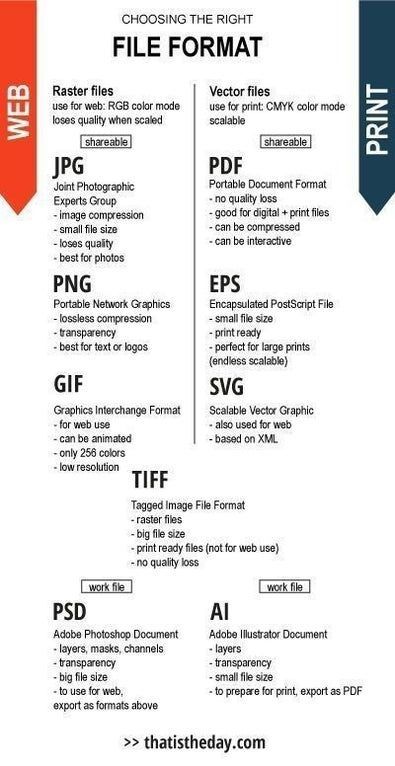 CHOOSING THE RIGHT
FILE FORMAT
WEB
PRINT
Raster files
use for web: RGB color mode
loses quality when scaled
shareable
JPG
Joint Photographic
Experts Group
- image compression
- small file size
- loses quality
- best for photos
PNG
Portable Network Graphics
- lossless compression
- transparency
- best for text or logos
GIF
Graphics Interchange Format
- for web use
- can be animated
- only 256 colors
- low resolution
Vector files
use for print: CMYK color mode
scalable
shareable
PDF
Portable Document Format
- no quality loss
- good for digital + print files
- can be compressed
- can be interactive
EPS
Encapsulated PostScript File
- small file size
- print ready
- perfect for large prints
(endless scalable)
SVG
Scalable Vector Graphic
- also used for web
- based on XML
TIFF
Tagged Image File Format
- raster files
- big file size
- print ready files (not for web use)
- no quality loss
work file
PSD
Adobe Photoshop Document
- layers, masks, channels
- transparency
- big file size
- to use for web,
export as formats above
work file
AI
Adobe Illustrator Document
- layers
- transparency
- small file size
- to prepare for print, export as PDF
>> thatistheday.com